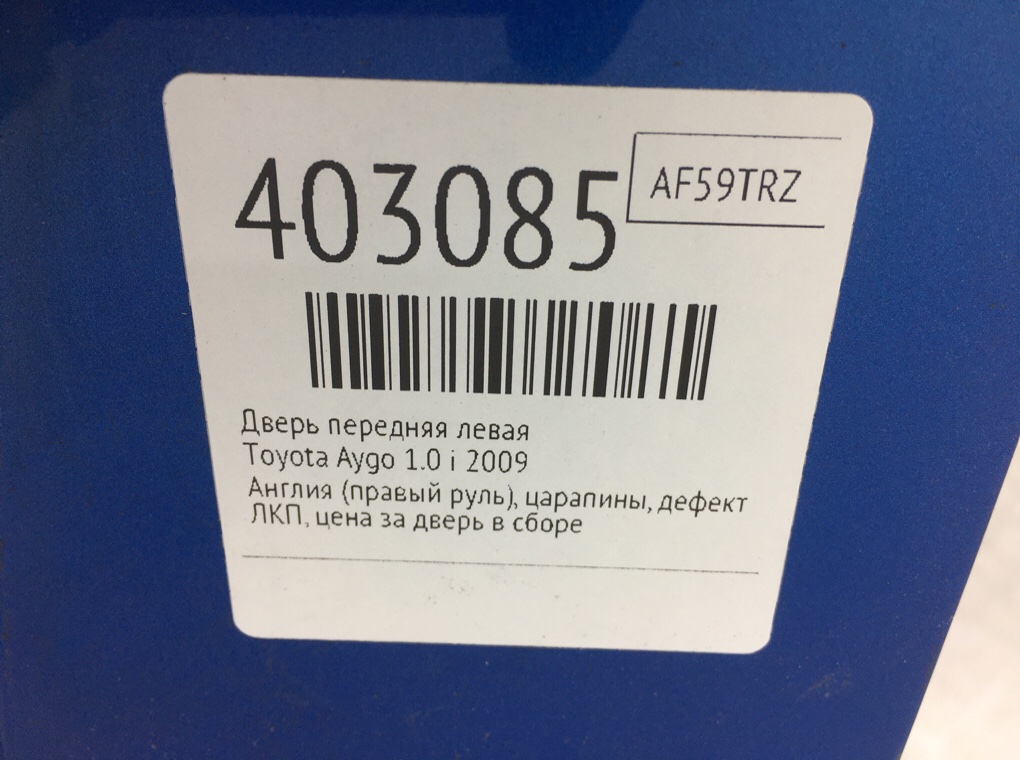 403085
AF59TRZ
Дверь передняя левая
Toyota Aygo 1.0 i 2009
Англия (правый руль), царапины, дефект
ЛКП, цена за дверь в сборе